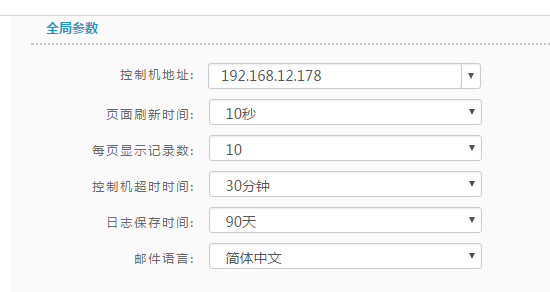 全局参数
控制机地址: 192.168.12.178
页面刷新时间: 10秒
每页显示记录数: 10
控制机超时时间: 30分钟
日志保存时间: 90天
邮件语言: 简体中文